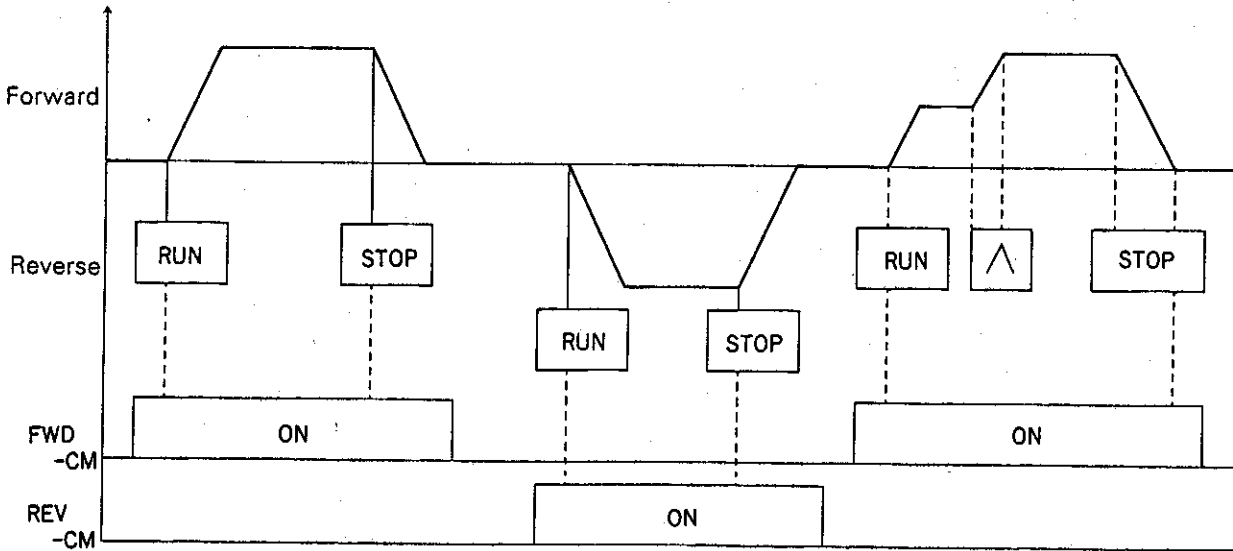 Forward
Reverse
RUN
STOP
RUN
STOP
RUN
∧
STOP
FWD
-CM
ON
ON
REV
-CM
ON